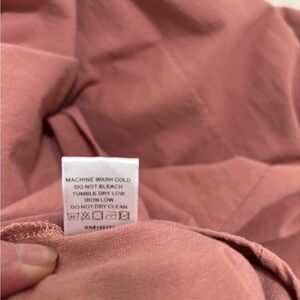 MACHINE WASH COLD
DO NOT BLEACH
TUMBLE DRY LOW
IRON LOW
DO NOT DRY CLEAN